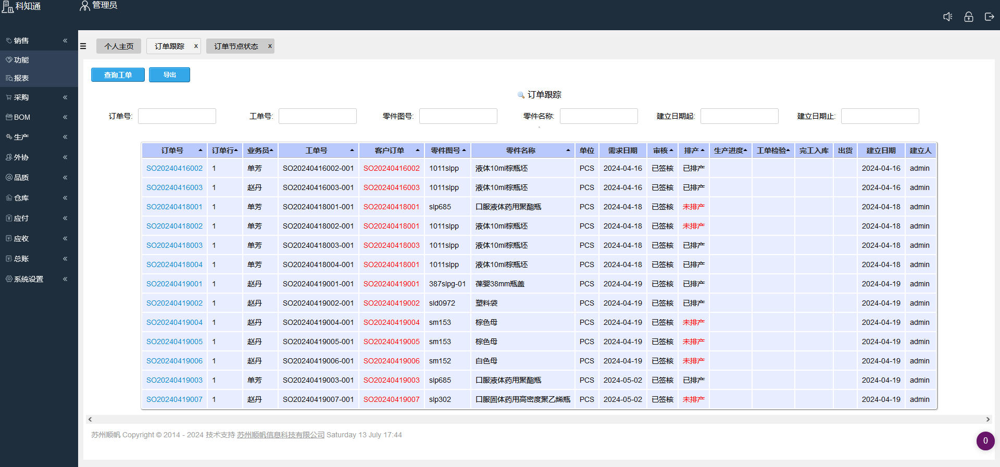 科知通
管理员
销售
功能
报表
采购
BOM
生产
外协
品质
仓库
应付
应收
总账
系统设置
个人主页 订单跟踪 x 订单节点状态 x
查询工单 导出
订单跟踪
订单号: 工单号: 零件图号: 零件名称: 建立日期起: 建立日期止:
订单号 订单行 业务员 工单号 客户订单 零件图号 零件名称 单位 需求日期 审核 排产 生产进度 工单检验 完工入库 出货 建立日期 建立人
SO20240416002 1 单芳 SO20240416002-001 SO20240416002 1011slpp 液体10ml棕瓶坯 PCS 2024-04-16 已签核 已排产 2024-04-16 admin
SO20240416003 1 赵丹 SO20240416003-001 SO20240416003 1011slpp 液体10ml棕瓶坯 PCS 2024-04-16 已签核 已排产 2024-04-16 admin
SO20240418001 1 单芳 SO20240418001-001 SO20240418001 slp685 口服液体药用聚酯瓶 PCS 2024-04-18 已签核 未排产 2024-04-18 admin
SO20240418002 1 单芳 SO20240418002-001 SO20240418001 1011slpp 液体10ml棕瓶坯 PCS 2024-04-18 已签核 未排产 2024-04-18 admin
SO20240418003 1 单芳 SO20240418003-001 SO20240418003 1011slpp 液体10ml棕瓶坯 PCS 2024-04-18 已签核 已排产 2024-04-18 admin
SO20240418004 1 单芳 SO20240418004-001 SO20240418001 1011slpp 液体10ml棕瓶坯 PCS 2024-04-18 已签核 已排产 2024-04-18 admin
SO20240419001 1 赵丹 SO20240419001-001 SO20240419001 387slpg-01 葆婴38mm瓶盖 PCS 2024-04-19 已签核 已排产 2024-04-19 admin
SO20240419002 1 赵丹 SO20240419002-001 SO20240419002 sld0972 塑料袋 PCS 2024-04-19 已签核 已排产 2024-04-19 admin
SO20240419004 1 赵丹 SO20240419004-001 SO20240419004 sm153 棕色母 PCS 2024-04-19 已签核 未排产 2024-04-19 admin
SO20240419005 1 赵丹 SO20240419005-001 SO20240419005 sm153 棕色母 PCS 2024-04-19 已签核 未排产 2024-04-19 admin
SO20240419006 1 赵丹 SO20240419006-001 SO20240419006 sm152 白色母 PCS 2024-04-19 已签核 未排产 2024-04-19 admin
SO20240419003 1 单芳 SO20240419003-001 SO20240419003 slp685 口服液体药用聚酯瓶 PCS 2024-05-02 已签核 已排产 2024-04-19 admin
SO20240419007 1 赵丹 SO20240419007-001 SO20240419007 slp302 口服固体药用高密度聚乙烯瓶 PCS 2024-05-02 已签核 未排产 2024-04-19 admin
苏州顺帆 Copyright © 2014 - 2024 技术支持 苏州顺帆信息科技有限公司 Saturday 13 July 17:44
0